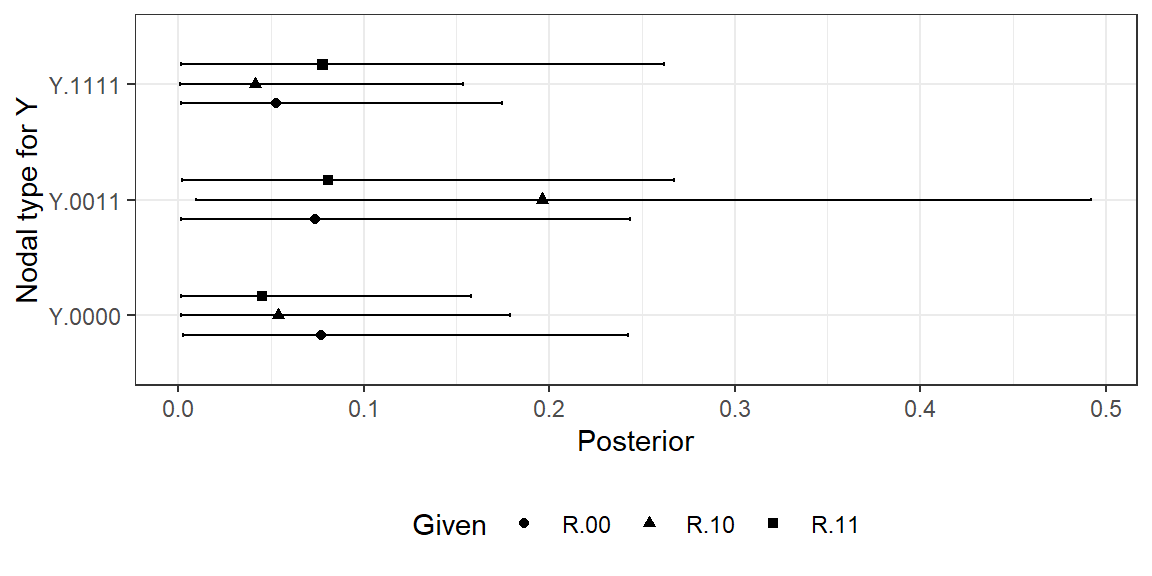 Nodal type for Y
Y.1111
Y.0011
Y.0000
0.0 0.1 0.2 0.3 0.4 0.5
Posterior
Given R.00 R.10 R.11